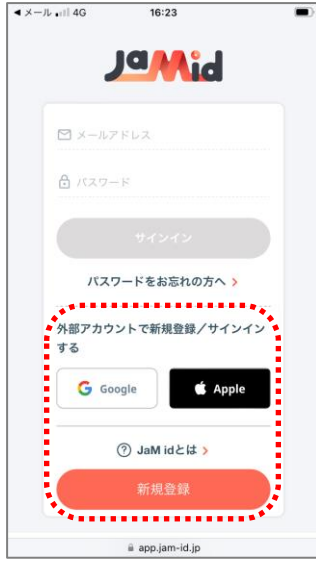 ◀メール 4G 16:23
JaMid
メールアドレス
パスワード
サインイン
パスワードをお忘れの方へ >
外部アカウントで新規登録／サインイン
する
Google Apple
? JaM idとは >
新規登録
app.jam-id.jp